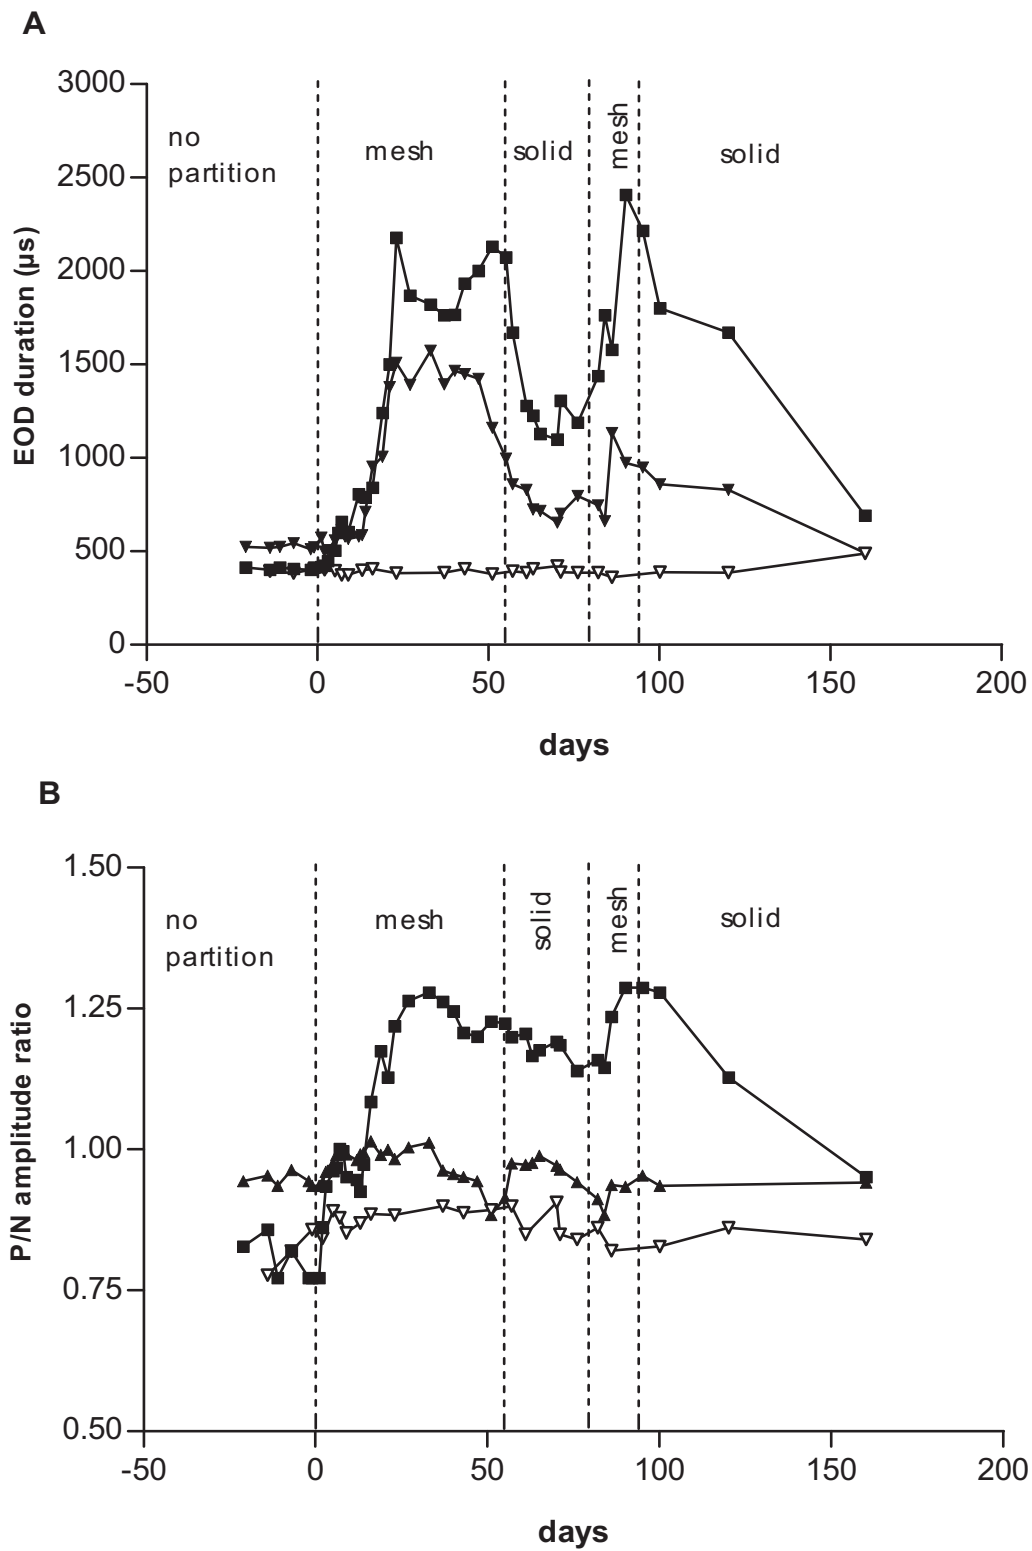 A
3000
2500
2000
1500
1000
500
0
EOD duration (µs)
no
partition
mesh
solid
mesh
solid
-50
0
50
100
150
200
days
B
1.50
1.25
1.00
0.75
0.50
P/N amplitude ratio
no
partition
mesh
solid
mesh
solid
-50
0
50
100
150
200
days